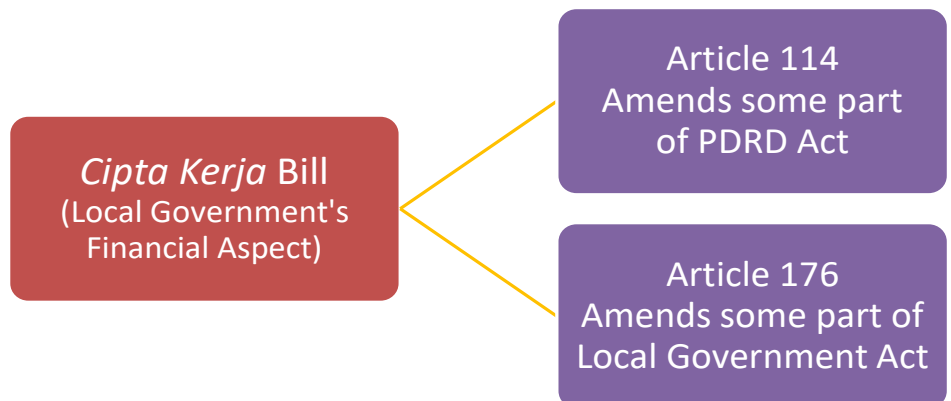 Cipta Kerja Bill
(Local Government's
Financial Aspect)
Article 114
Amends some part
of PDRD Act
Article 176
Amends some part of
Local Government Act